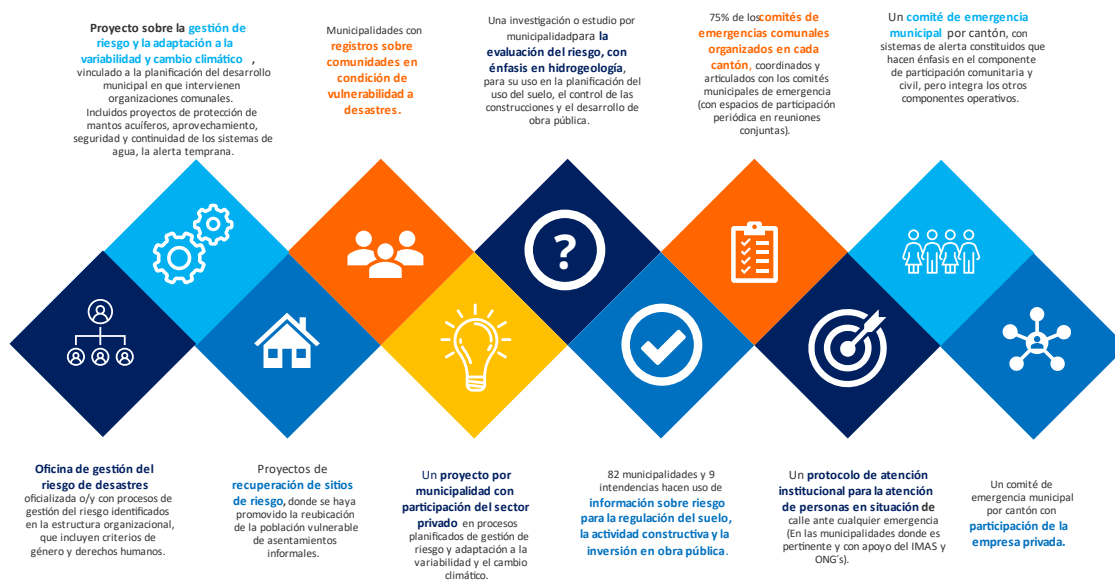 Proyecto sobre la gestión de
riesgo y la adaptación a la
variabilidad y cambio climático ,
vinculado a la planificación del desarrollo
municipal en que intervienen
organizaciones comunales.
Incluidos proyectos de protección de
mantos acuíferos, aprovechamiento,
seguridad y continuidad de los sistemas de
agua, la alerta temprana.
Municipalidades con
registros sobre
comunidades en
condición de
vulnerabilidad a
desastres.
Una investigación o estudio por
municipalidadpara la
evaluación del riesgo, con
énfasis en hidrogeología,
para su uso en la planificación del
uso del suelo, el control de las
construcciones y el desarrollo de
obra pública.
75% de loscomités de
emergencias comunales
organizados en cada
cantón, coordinados y
articulados con los comités
municipales de emergencia
(con espacios de participación
periódica en reuniones
conjuntas).
Un comité de emergencia
municipal por cantón, con
sistemas de alerta constituidos que
hacen énfasis en el componente
de participación comunitaria y
civil, pero integra los otros
componentes operativos.
?
Oficina de gestión del
riesgo de desastres
oficializada o/y con procesos de
gestión del riesgo identificados
en la estructura organizacional,
que incluyen criterios de
género y derechos humanos.
Proyectos de
recuperación de sitios
de riesgo, donde se haya
promovido la reubicación
de la población vulnerable
de asentamientos
informales.
Un proyecto por
municipalidad con
participación del sector
privado en procesos
planificados de gestión de
riesgo y adaptación a la
variabilidad y el cambio
climático.
82 municipalidades y 9
intendencias hacen uso de
información sobre riesgo
para la regulación del suelo,
la actividad constructiva y la
inversión en obra pública.
Un protocolo de atención
institucional para la atención
de personas en situación de
calle ante cualquier emergencia
(En las municipalidades donde es
pertinente y con apoyo del IMAS y
ONG´s).
Un comité de
emergencia municipal
por cantón con
participación de la
empresa privada.